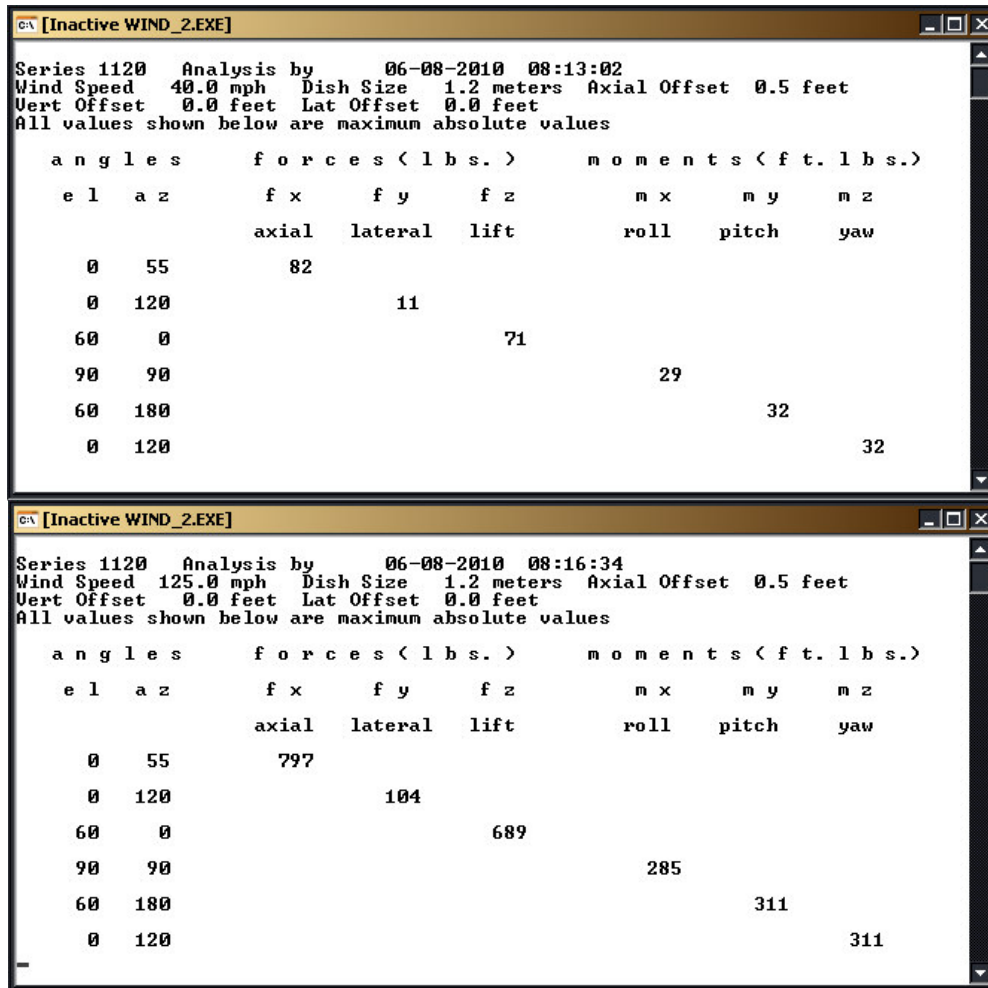 [Inactive WIND_2.EXE]
Series 1120 Analysis by 06-08-2010 08:13:02
Wind Speed 40.0 mph Dish Size 1.2 meters Axial Offset 0.5 feet
Vert Offset 0.0 feet Lat Offset 0.0 feet
All values shown below are maximum absolute values
a n g l e s f o r c e s ( l b s. ) m o m e n t s ( f t. l b s.)
e l a z f x f y f z m x m y m z
axial lateral lift roll pitch yaw
0 55 82
0 120 11
60 0 71
90 90 29
60 180 32
0 120 32
[Inactive WIND_2.EXE]
Series 1120 Analysis by 06-08-2010 08:16:34
Wind Speed 125.0 mph Dish Size 1.2 meters Axial Offset 0.5 feet
Vert Offset 0.0 feet Lat Offset 0.0 feet
All values shown below are maximum absolute values
a n g l e s f o r c e s ( l b s. ) m o m e n t s ( f t. l b s.)
e l a z f x f y f z m x m y m z
axial lateral lift roll pitch yaw
0 55 797
0 120 104
60 0 689
90 90 285
60 180 311
0 120 311